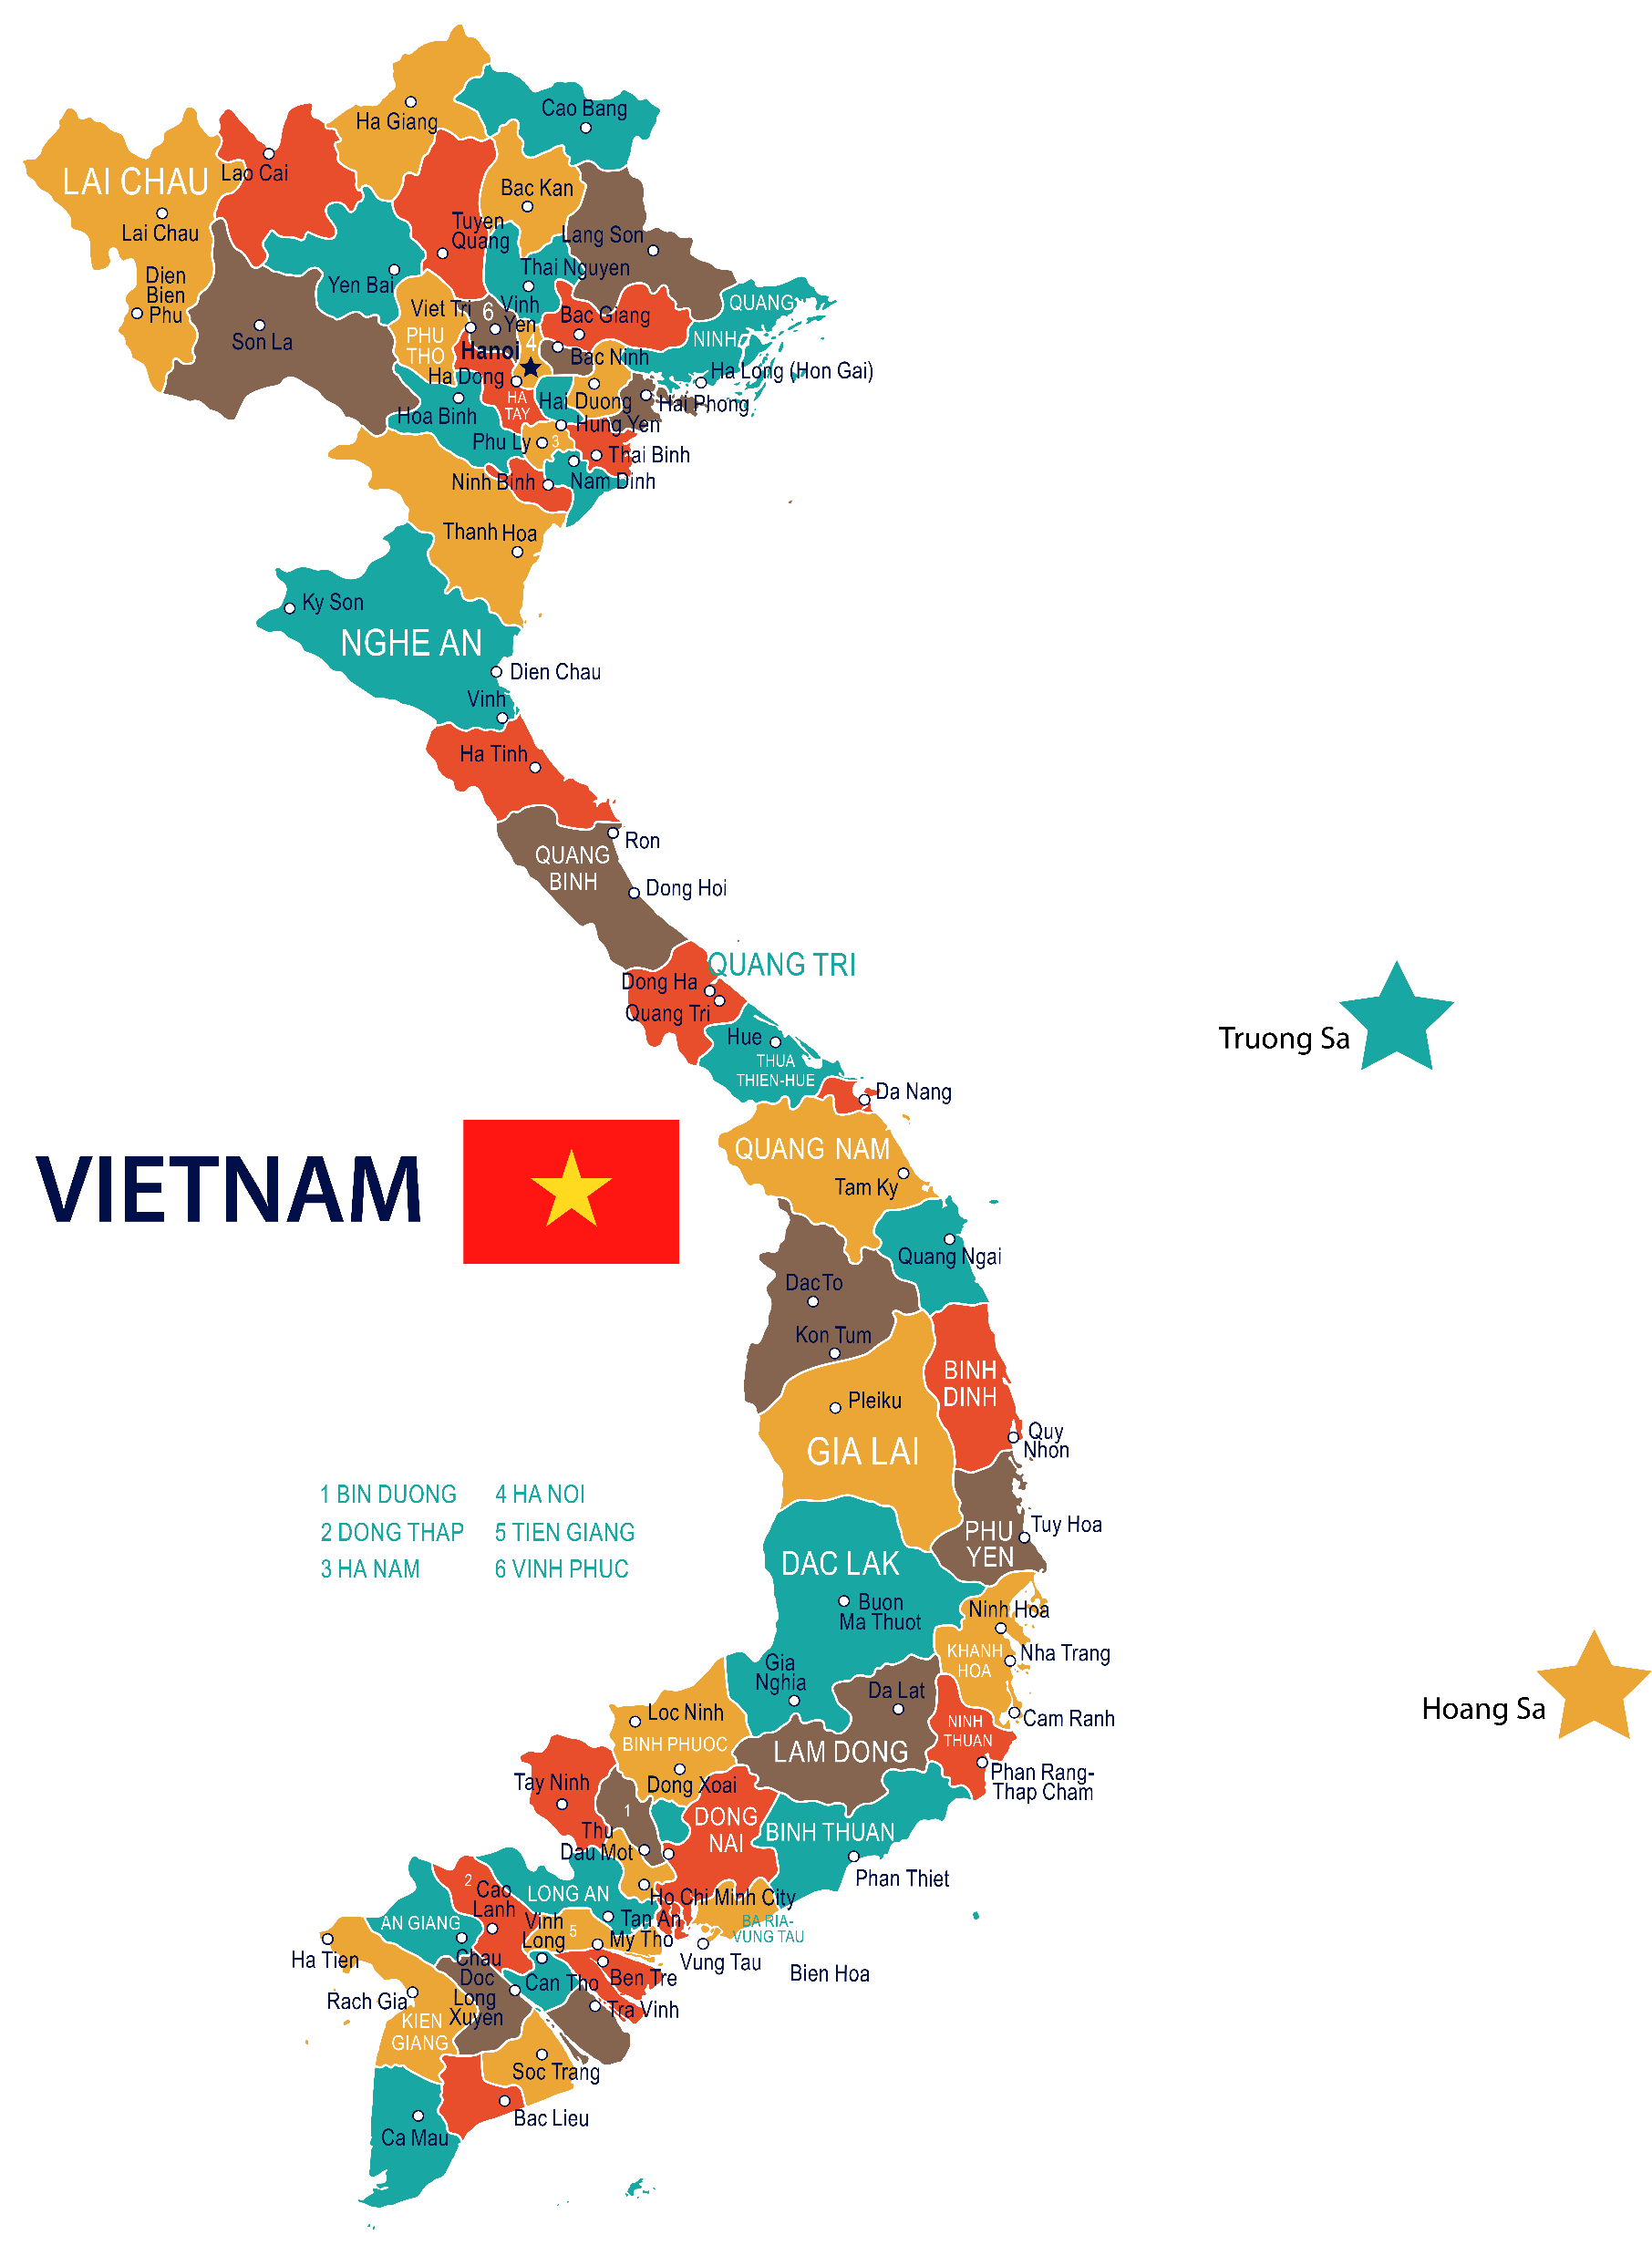 Cao Bang
Ha Giang
LAI CHAU
Lao Cai
Bac Kan
Lai Chau
Tuyen
Quang
Lang Son
Dien
Bien
Phu
Yen Bai
Thai Nguyen
Viet Tri
6
Vinh
Yen
Bac Giang
QUANG
NINH
Son La
PHU
THO
Hanoi
4
Bac Ninh
Ha Dong
Ha Long (Hon Gai)
HA
TAY
Hai Duong
Hai Phong
Hoa Binh
Hung Yen
Phu Ly
3
Thai Binh
Ninh Binh
Nam Dinh
Thanh Hoa
Ky Son
NGHE AN
Dien Chau
Vinh
Ha Tinh
Ron
QUANG
BINH
Dong Hoi
QUANG TRI
Dong Ha
Quang Tri
Hue
THUA
THIEN-HUE
Truong Sa
Da Nang
VIETNAM
QUANG NAM
Tam Ky
Quang Ngai
DacTo
Kon Tum
BINH
DINH
Pleiku
GIA LAI
Quy
Nhon
1 BIN DUONG
2 DONG THAP
3 HA NAM
4 HA NOI
5 TIEN GIANG
6 VINH PHUC
PHU
YEN
Tuy Hoa
DAC LAK
Buon
Ma Thuot
Ninh Hoa
KHANH
HOA
Nha Trang
Gia
Nghia
Da Lat
Cam Ranh
Hoang Sa
Loc Ninh
BINH PHUOC
LAM DONG
NINH
THUAN
Phan Rang-
Thap Cham
Tay Ninh
Dong Xoai
1
DONG
NAI
BINH THUAN
Thu
Dau Mot
Phan Thiet
2
Cao
Lanh
LONG AN
Ho Chi Minh City
AN GIANG
Vinh
Long
5
Tan An
My Tho
BA RIA-
VUNG TAU
Ha Tien
Chau
Doc
Vung Tau
Bien Hoa
Can Tho
Ben Tre
Rach Gia
Long
Xuyen
Tra Vinh
KIEN
GIANG
Soc Trang
Bac Lieu
Ca Mau